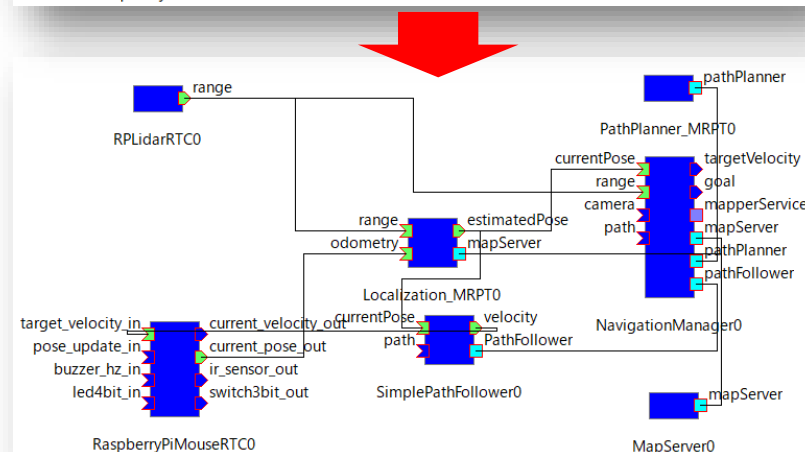 range
RPLidarRTC0
pathPlanner
PathPlanner_MRPT0
currentPose
range
camera
path
targetVelocity
goal
mapperService
mapServer
pathPlanner
pathFollower
NavigationManager0
range
odometry
estimatedPose
mapServer
Localization_MRPT0
currentPose
path
velocity
PathFollower
SimplePathFollower0
target_velocity_in
pose_update_in
buzzer_hz_in
led4bit_in
current_velocity_out
current_pose_out
ir_sensor_out
switch3bit_out
RaspberryPiMouseRTC0
mapServer
MapServer0